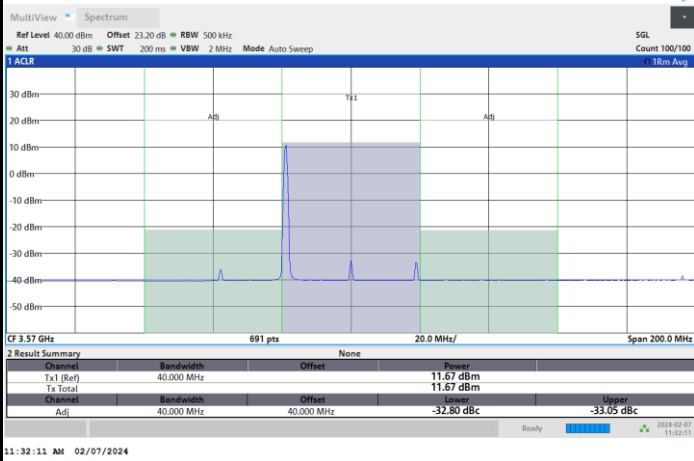 MultiView Spectrum
Ref Level 40.00 dBm Offset 23.20 dB RBW 500 kHz SGL
Att 30 dB SWT 200 ms VBW 2 MHz Mode Auto Sweep Count 100/100
1 ACLR 1Rm Avg
30 dBm
Tx1
20 dBm Adj Adj
10 dBm
0 dBm
-10 dBm
-20 dBm
-30 dBm
-40 dBm
-50 dBm
CF 3.57 GHz 691 pts 20.0 MHz/ Span 200.0 MHz
2 Result Summary None
Channel Bandwidth Offset Power
Tx1 (Ref) 40.000 MHz 11.67 dBm
Tx Total 11.67 dBm
Channel Bandwidth Offset Lower Upper
Adj 40.000 MHz 40.000 MHz -32.80 dBc -33.05 dBc
Ready 2024-02-07
11:32:11
11:32:11 AM 02/07/2024